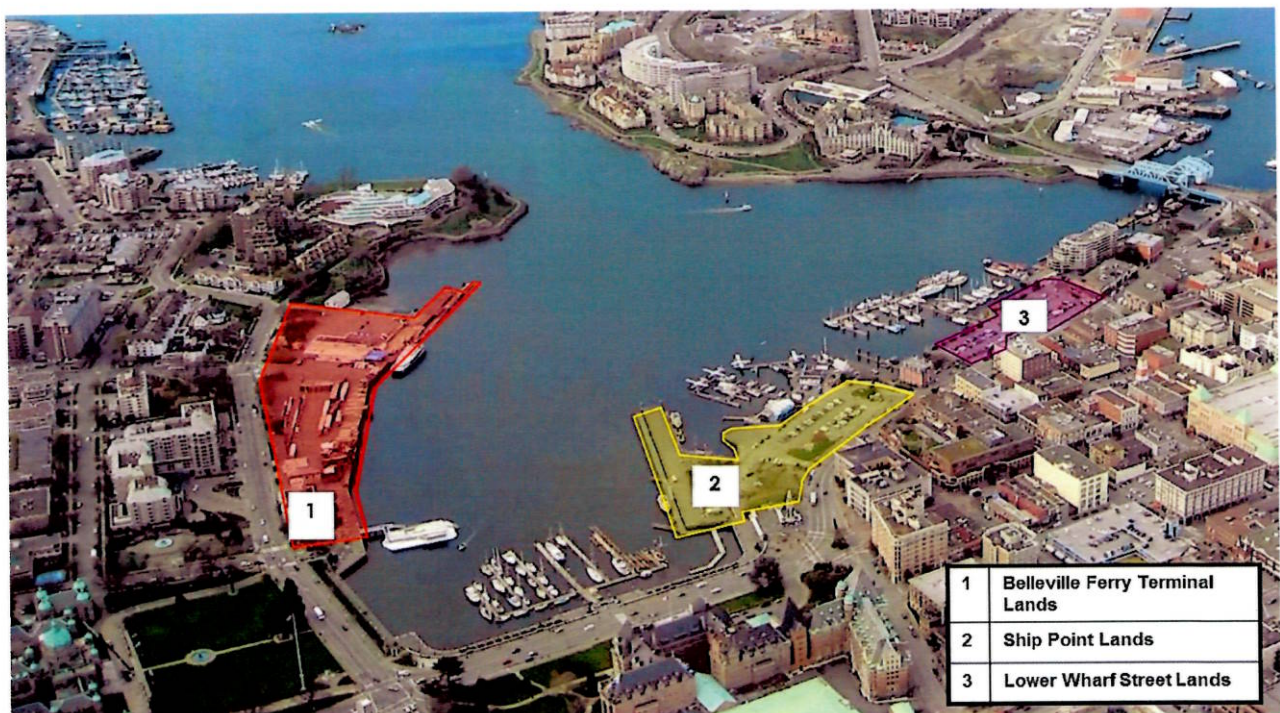 3
2
1
1 Belleville Ferry Terminal
Lands
2 Ship Point Lands
3 Lower Wharf Street Lands